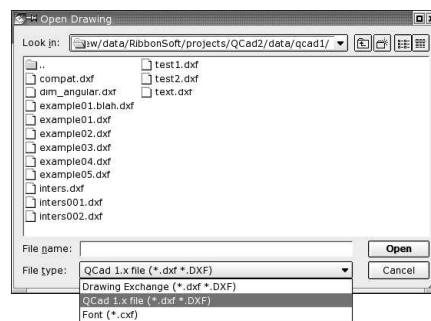 Open Drawing
Look in: aw/data/RibbonSoft/projects/QCad2/data/qcad1/
..
compat.dxf
dim_angular.dxf
example01.blah.dxf
example01.dxf
example02.dxf
example03.dxf
example04.dxf
example05.dxf
inters.dxf
inters001.dxf
inters002.dxf
test1.dxf
test2.dxf
text.dxf
File name: Open
File type: QCad 1.x file (*.dxf *.DXF) Cancel
Drawing Exchange (*.dxf *.DXF)
QCad 1.x file (*.dxf *.DXF)
Font (*.cxf)